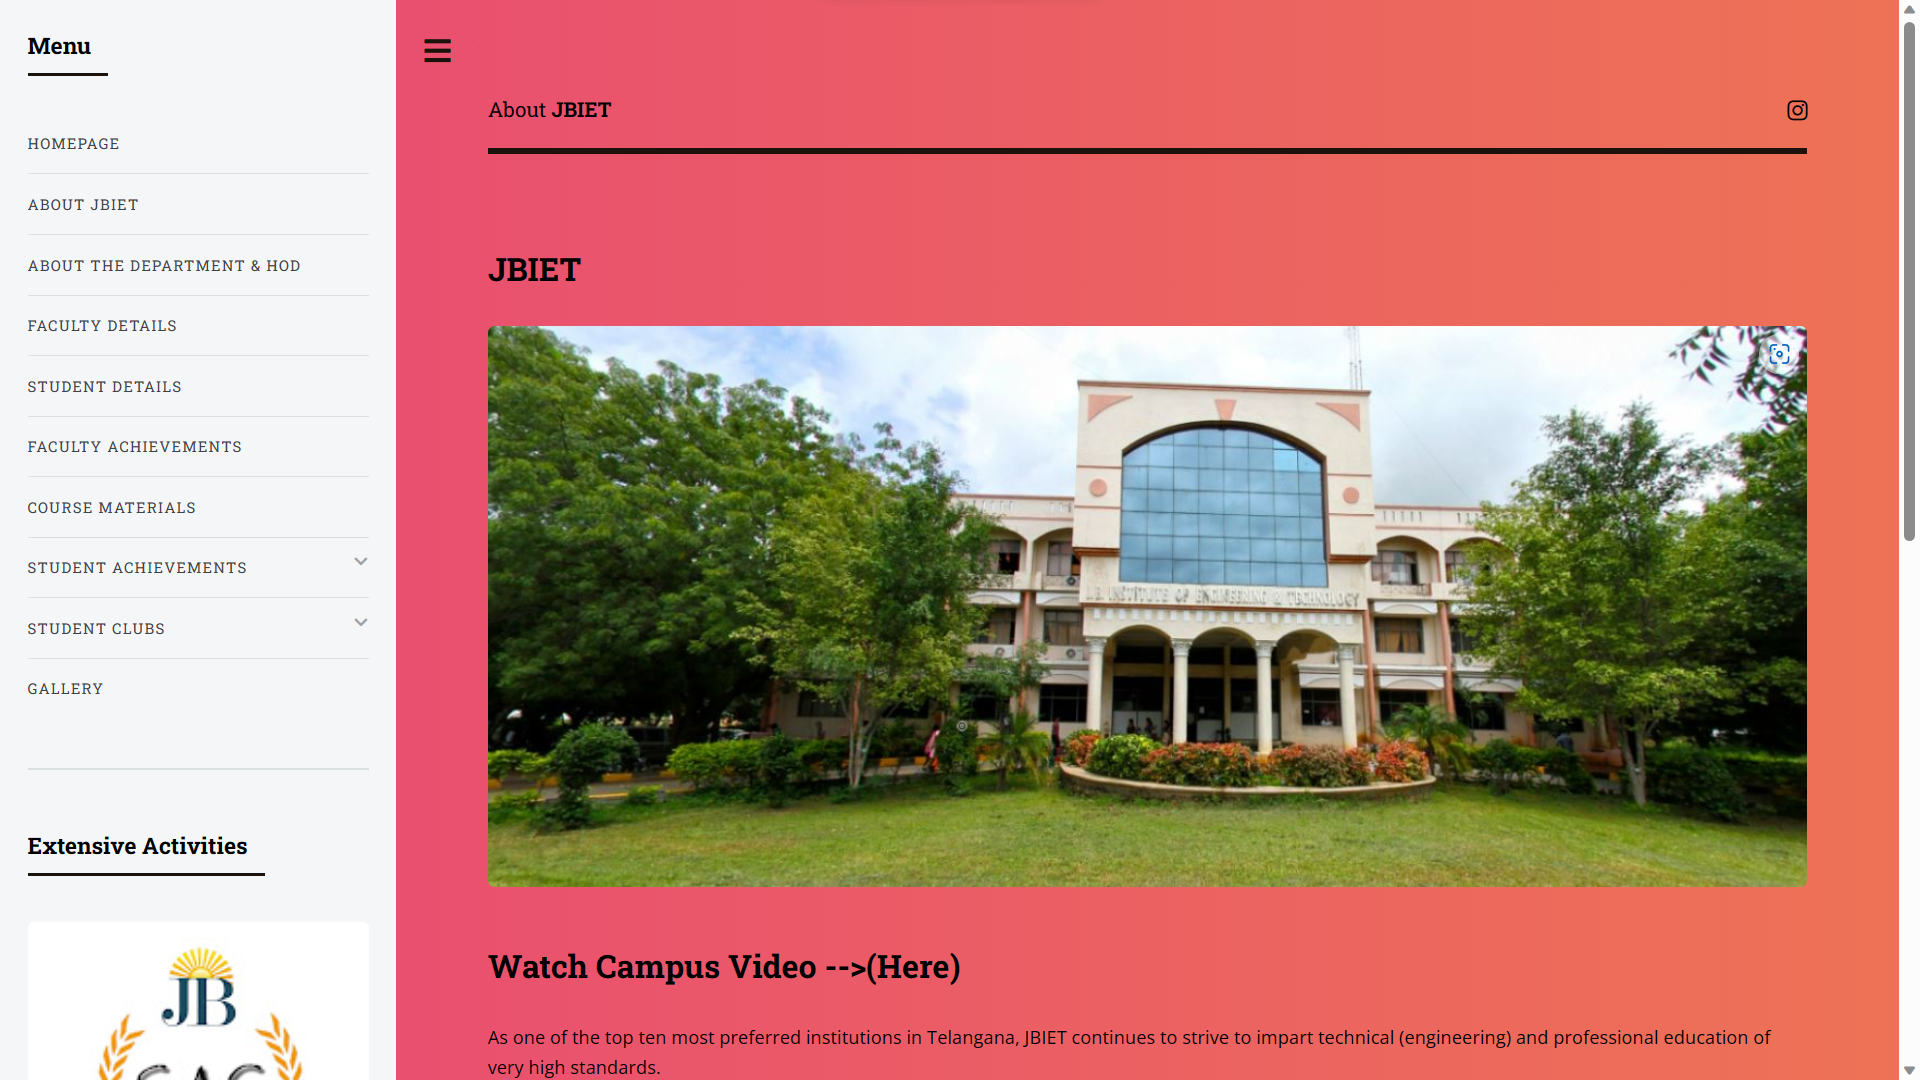 Menu
HOMEPAGE
ABOUT JBIET
ABOUT THE DEPARTMENT & HOD
FACULTY DETAILS
STUDENT DETAILS
FACULTY ACHIEVEMENTS
COURSE MATERIALS
STUDENT ACHIEVEMENTS
STUDENT CLUBS
GALLERY
Extensive Activities
JB
SAC
About JBIET
JBIET
J.B. INSTITUTE OF ENGINEERING & TECHNOLOGY
Watch Campus Video -->(Here)
As one of the top ten most preferred institutions in Telangana, JBIET continues to strive to impart technical (engineering) and professional education of
very high standards.